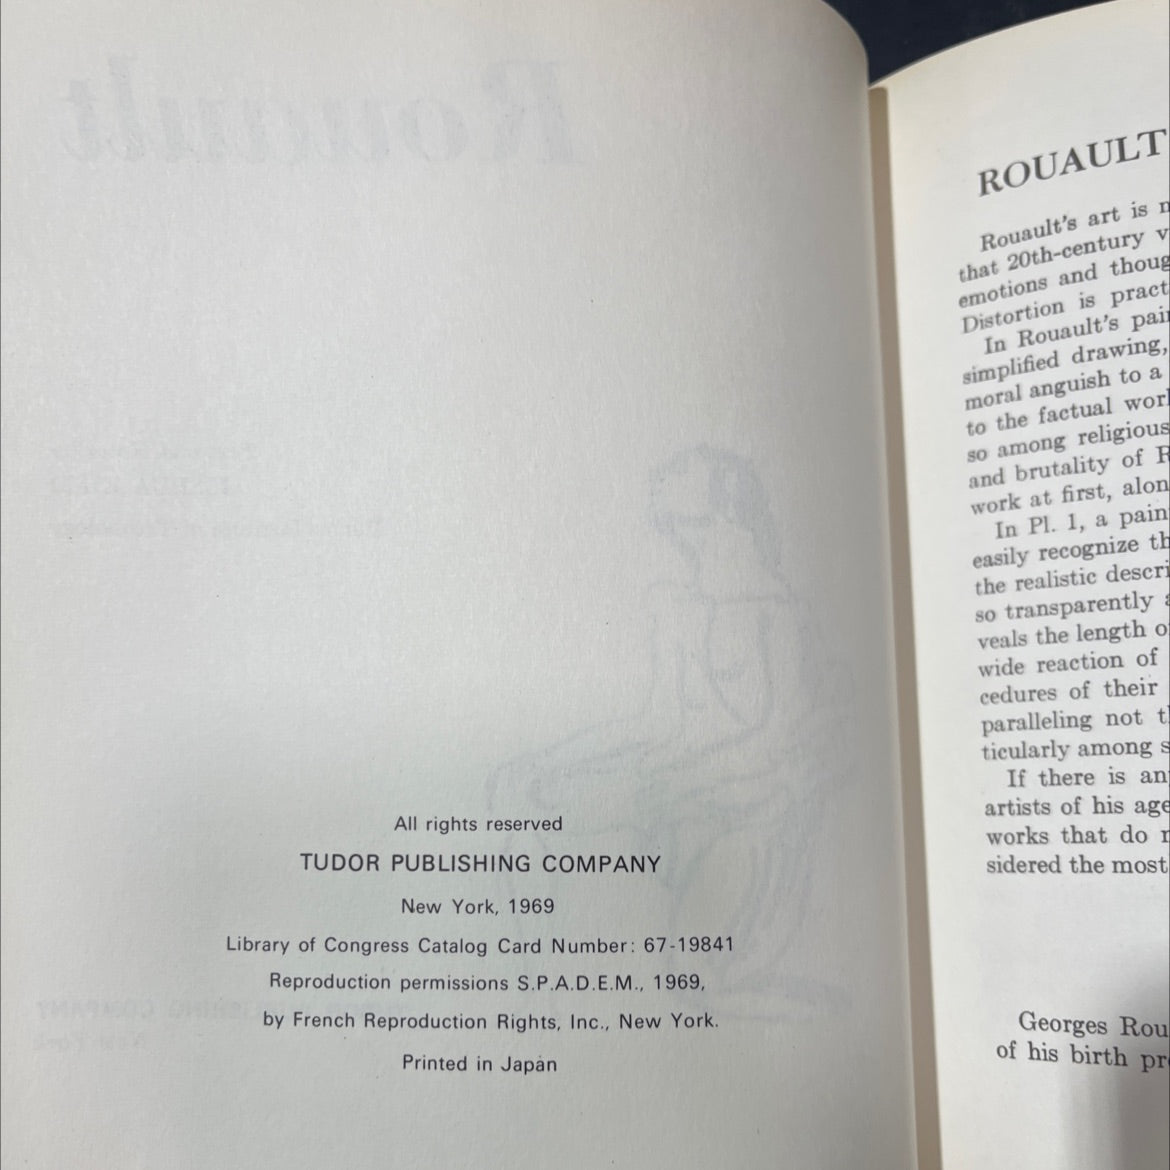 Rouault
All rights reserved
TUDOR PUBLISHING COMPANY
New York, 1969
Library of Congress Catalog Card Number: 67-19841
Reproduction permissions S.P.A.D.E.M., 1969,
by French Reproduction Rights, Inc., New York.
Printed in Japan
ROUAULT
Rouault's art is
that 20th-century
emotions and
Distortion is
In Rouault's
simplified drawing,
moral anguish to a
to the factual
so among religious
and brutality of
work at first,
In Pl. 1, a
easily recognize
the realistic
so transparently
veals the length
wide reaction of
cedures of their
paralleling not
ticularly among
If there is
artists of his age
works that do
sidered the most
Georges
of his birth